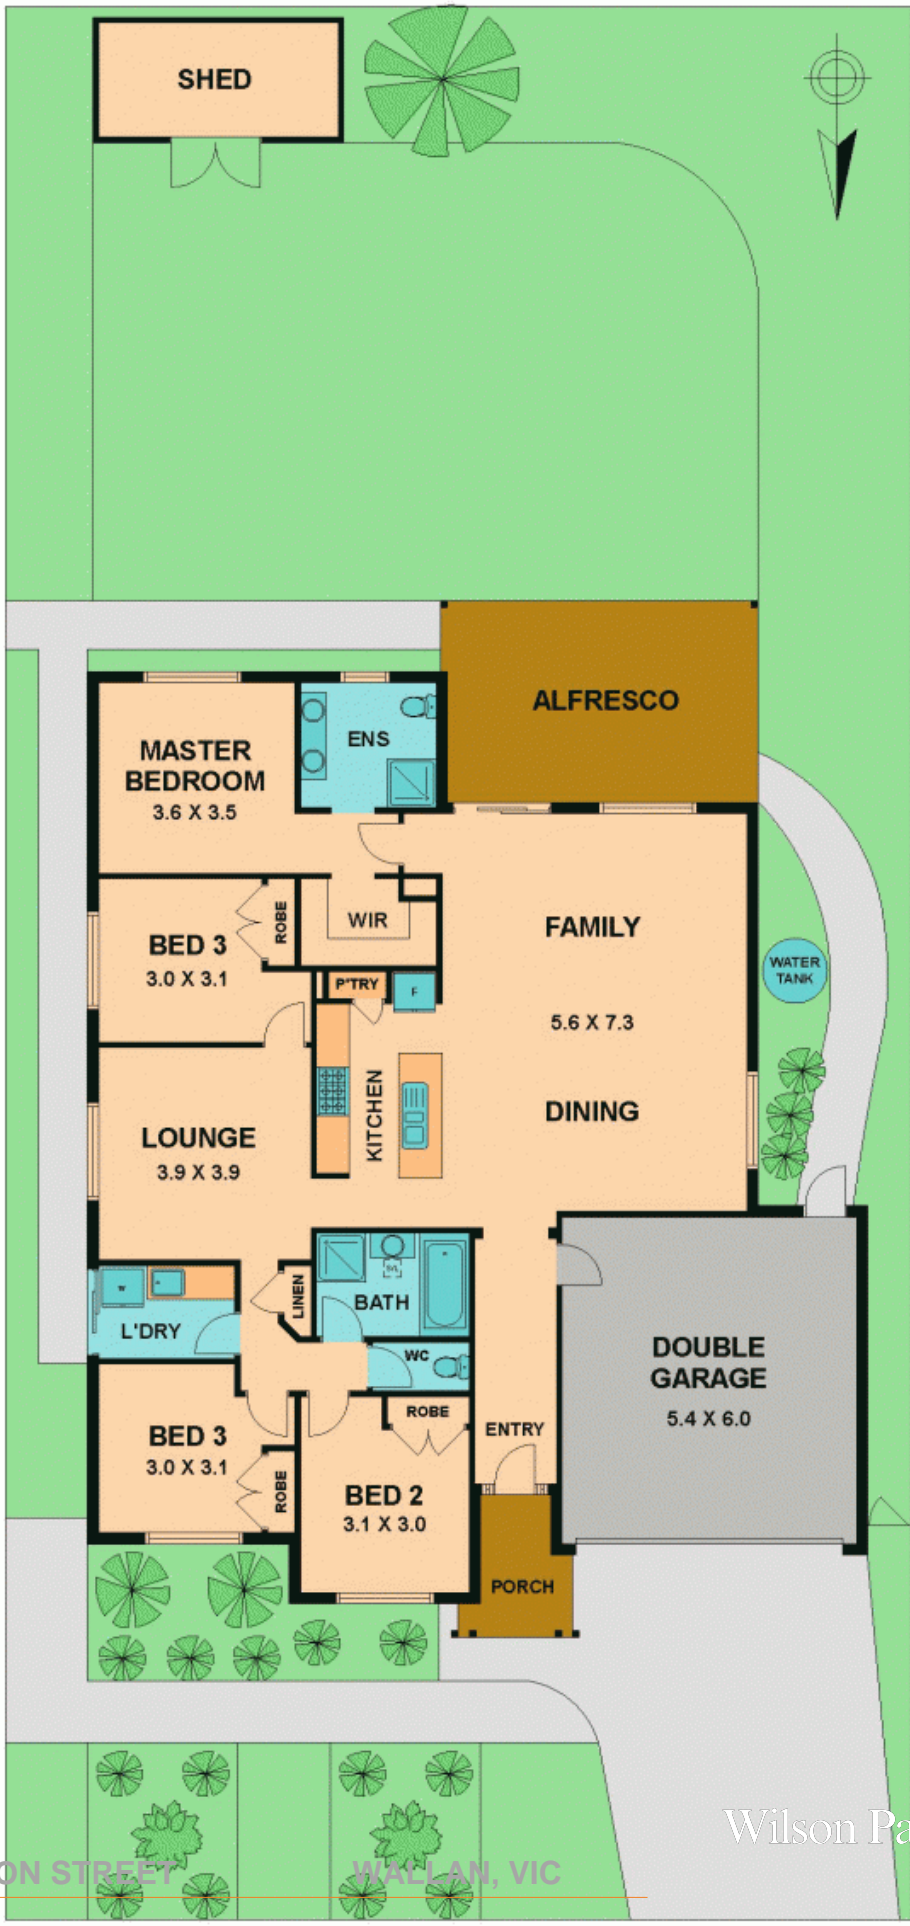 SHED
ALFRESCO
MASTER
BEDROOM
3.6 X 3.5
ENS
WIR
BED 3
3.0 X 3.1
ROBE
FAMILY
5.6 X 7.3
DINING
WATER
TANK
P'TRY
F
KITCHEN
LOUNGE
3.9 X 3.9
LINEN
BATH
W
L'DRY
WC
DOUBLE
GARAGE
5.4 X 6.0
BED 3
3.0 X 3.1
ROBE
ROBE
BED 2
3.1 X 3.0
ENTRY
PORCH
Wilson Pa
ON STREET WALLAN, VIC